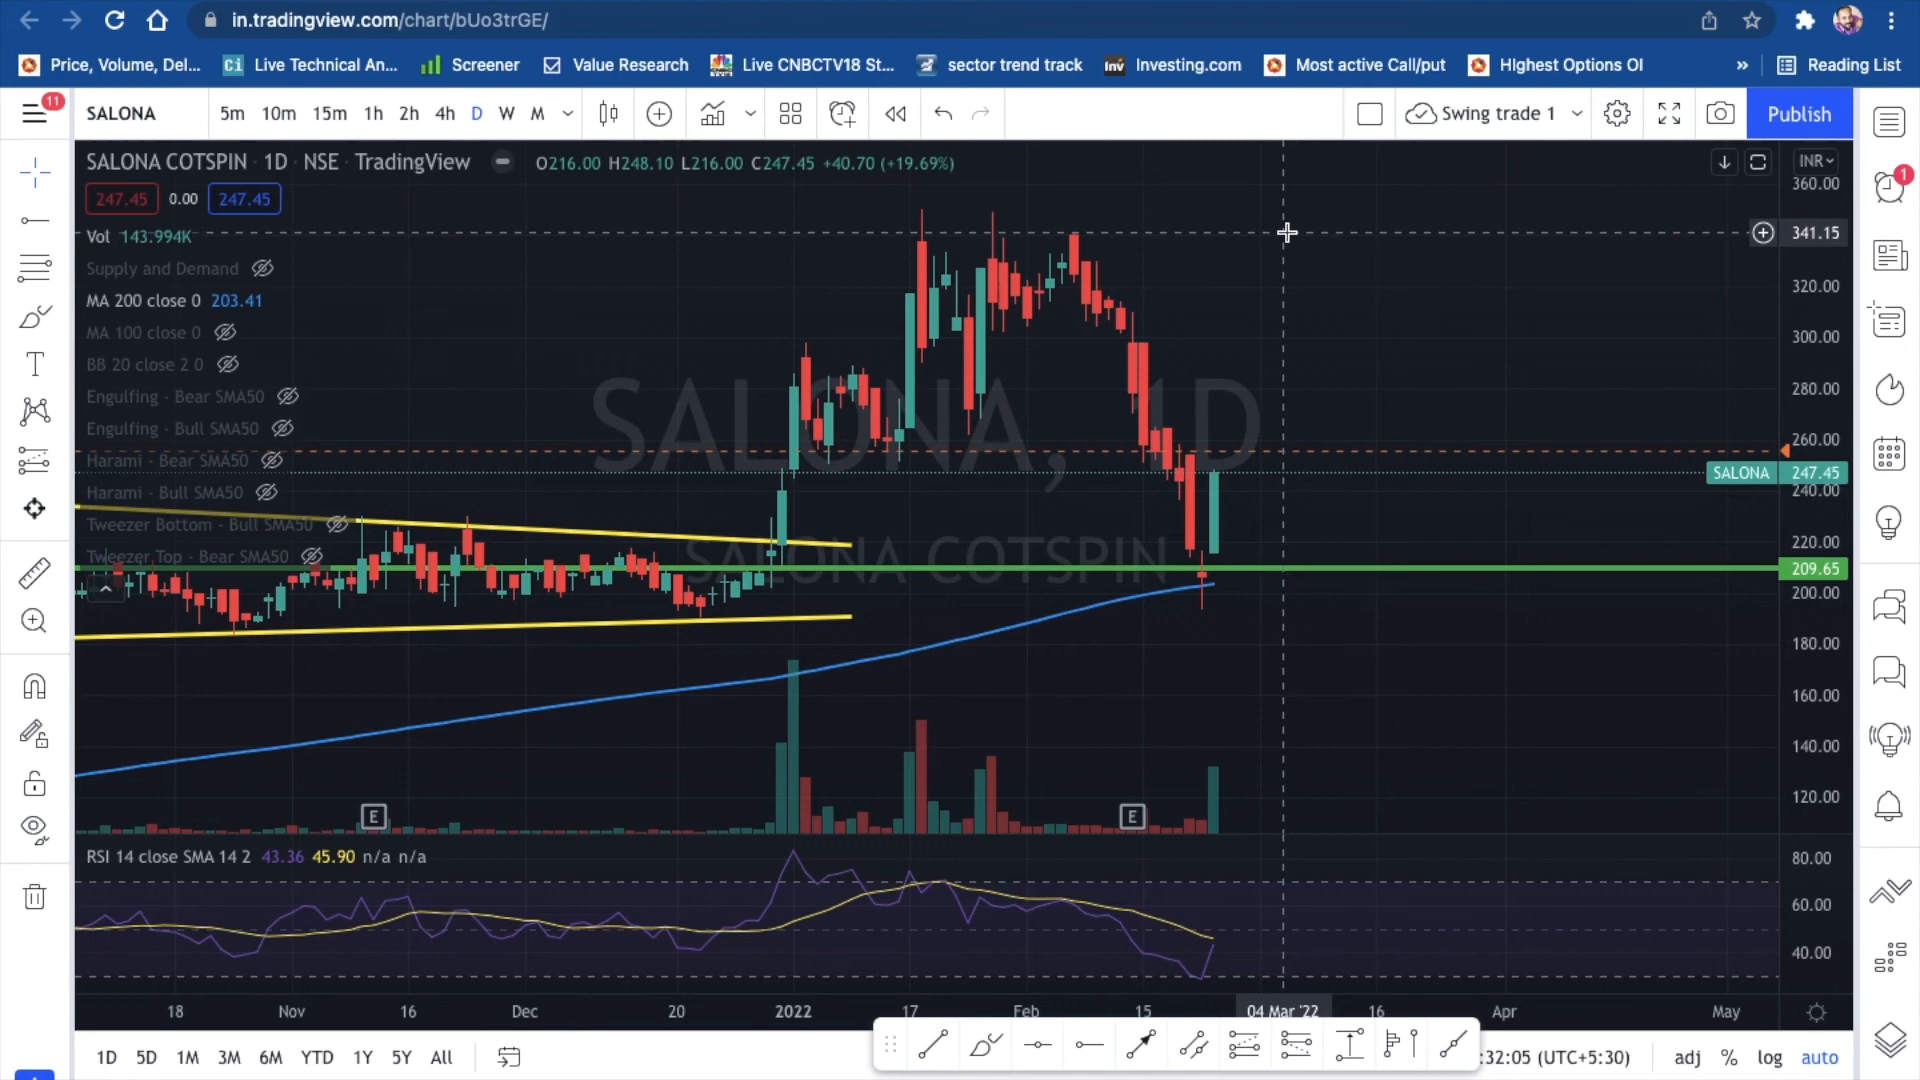 in.tradingview.com/chart/bUo3trGE/
Price, Volume, Del... Ci Live Technical An... Screener Value Research Live CNBCTV18 St... sector trend track Inv Investing.com Most active Call/put HIghest Options OI » Reading List
11 SALONA 5m 10m 15m 1h 2h 4h D W M Swing trade 1 Publish
SALONA COTSPIN · 1D · NSE · TradingView O216.00 H248.10 L216.00 C247.45 +40.70 (+19.69%) INR
247.45 0.00 247.45
Vol 143.994K
Supply and Demand
MA 200 close 0 203.41
MA 100 close 0
BB 20 close 2 0
Engulfing - Bear SMA50
Engulfing - Bull SMA50
Harami - Bear SMA50
Harami - Bull SMA50
Tweezer Bottom - Bull SMA50
Tweezer Top - Bear SMA50
SALONA, 1D
SALONA COTSPIN
360.00
341.15
320.00
300.00
280.00
260.00
SALONA 247.45
240.00
220.00
209.65
200.00
180.00
160.00
140.00
120.00
E E
RSI 14 close SMA 14 2 43.36 45.90 n/a n/a
80.00
60.00
40.00
18 Nov 16 Dec 20 2022 17 Feb 15 04 Mar '22 16 Apr May
1D 5D 1M 3M 6M YTD 1Y 5Y All :32:05 (UTC+5:30) adj % log auto
1